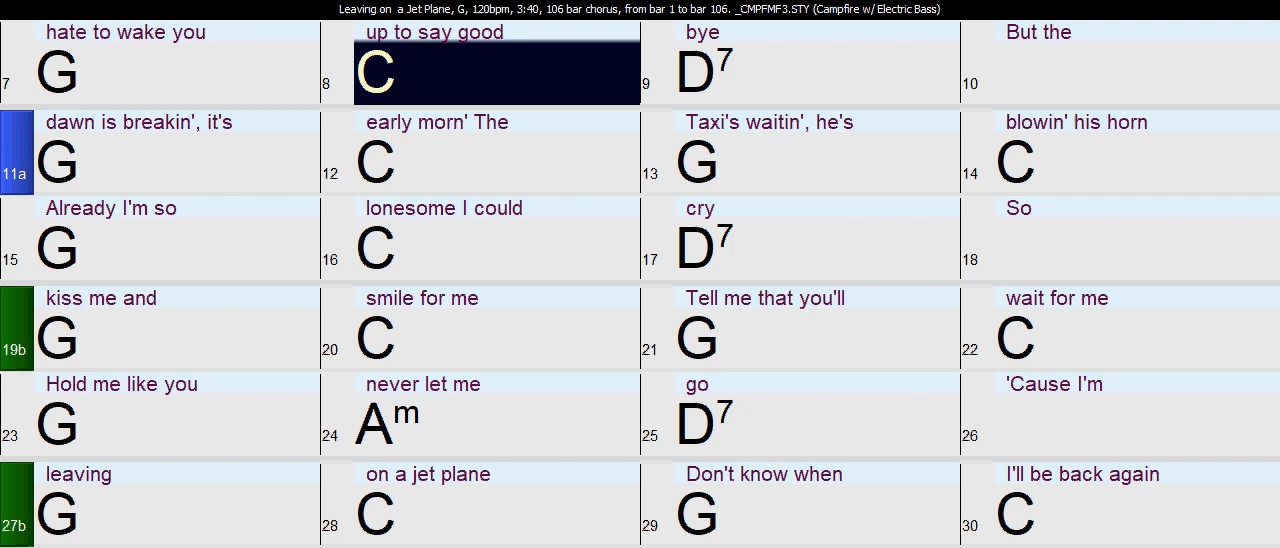 Leaving on a Jet Plane, G, 120bpm, 3:40, 106 bar chorus, from bar 1 to bar 106. _CMPFMF3.STY (Campfire w/ Electric Bass)
hate to wake you up to say good bye But the
7 G 8 C 9 D7 10
dawn is breakin', it's early morn' The Taxi's waitin', he's blowin' his horn
11a G 12 C 13 G 14 C
Already I'm so lonesome I could cry So
15 G 16 C 17 D7 18
kiss me and smile for me Tell me that you'll wait for me
19b G 20 C 21 G 22 C
Hold me like you never let me go 'Cause I'm
23 G 24 Am 25 D7 26
leaving on a jet plane Don't know when I'll be back again
27b G 28 C 29 G 30 C